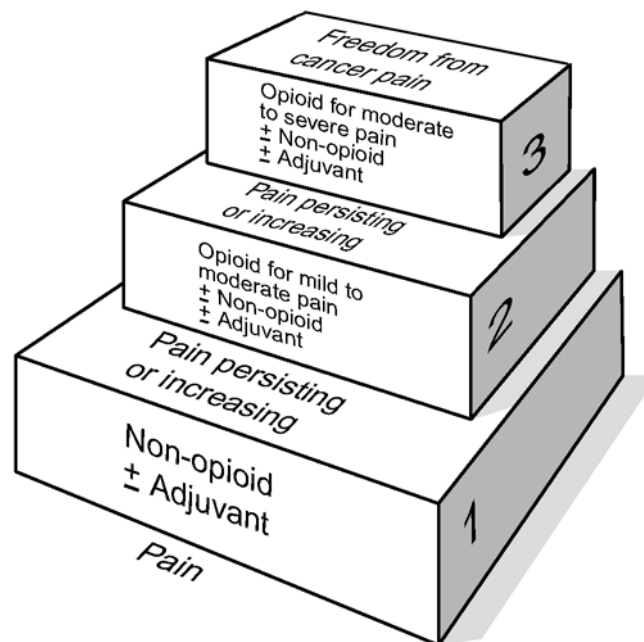 Freedom from
cancer pain
Opioid for moderate
to severe pain
± Non-opioid
± Adjuvant
3
Pain persisting
or increasing
Opioid for mild to
moderate pain
± Non-opioid
± Adjuvant
2
Pain persisting
or increasing
Non-opioid
± Adjuvant
1
Pain